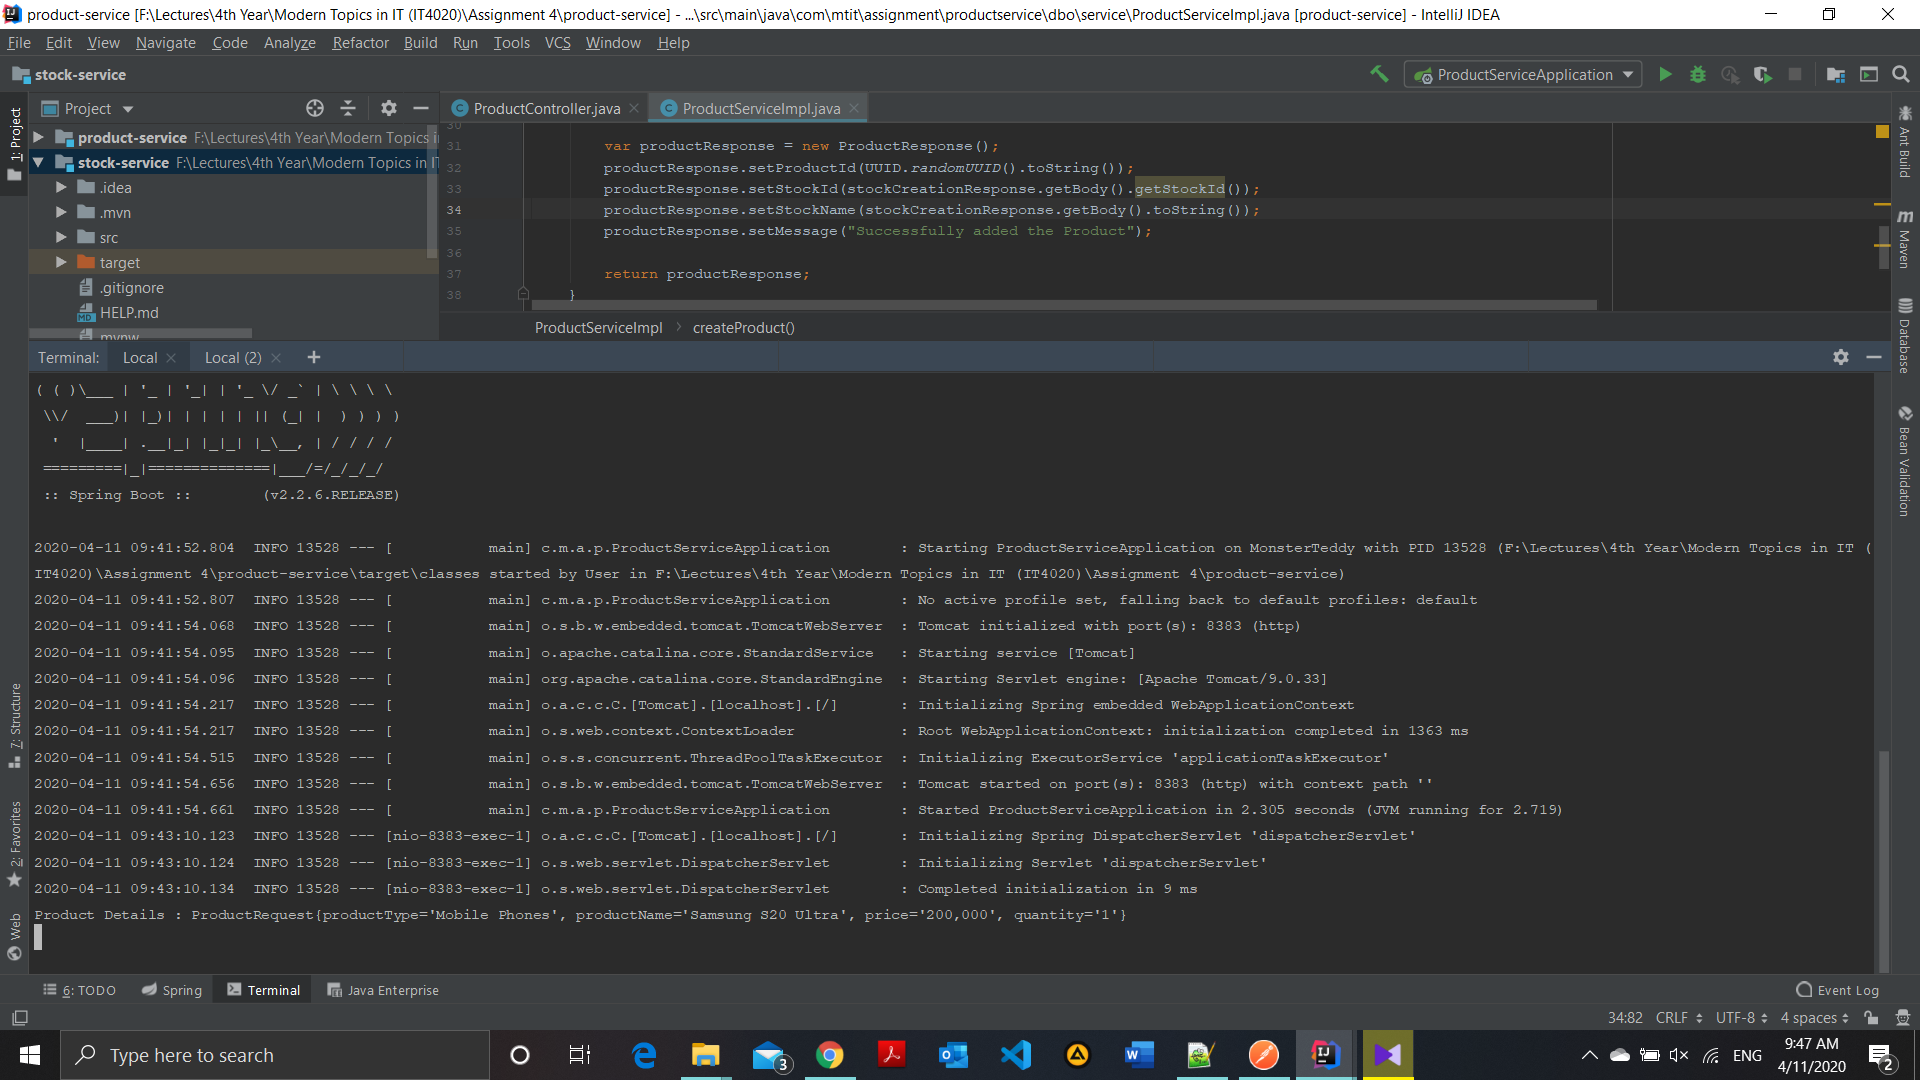 product-service [F:\Lectures\4th Year\Modern Topics in IT (IT4020)\Assignment 4\product-service] - ...\src\main\java\com\mtit\assignment\productservice\dbo\service\ProductServiceImpl.java [product-service] - IntelliJ IDEA
File Edit View Navigate Code Analyze Refactor Build Run Tools VCS Window Help
stock-service
ProductServiceApplication
1: Project
Project
ProductController.java
ProductServiceImpl.java
product-service F:\Lectures\4th Year\Modern Topics i
stock-service F:\Lectures\4th Year\Modern Topics in IT
.idea
.mvn
src
target
.gitignore
HELP.md
mvnw
30
31 var productResponse = new ProductResponse();
32 productResponse.setProductId(UUID.randomUUID().toString());
33 productResponse.setStockId(stockCreationResponse.getBody().getStockId());
34 productResponse.setStockName(stockCreationResponse.getBody().toString());
35 productResponse.setMessage("Successfully added the Product");
36
37 return productResponse;
38 }
ProductServiceImpl > createProduct()
Ant Build
Maven
Database
Bean Validation
Terminal: Local Local (2) +
( ( )\___ | '_ | '_| | '_ \/ _` | \ \ \ \
\\/  ___)| |_)| | | | | || (_| |  ) ) ) )
'  |____| .__|_| |_|_| |_\__, | / / / /
=========|_|==============|___/=/_/_/_/
:: Spring Boot ::        (v2.2.6.RELEASE)
2020-04-11 09:41:52.804  INFO 13528 --- [           main] c.m.a.p.ProductServiceApplication        : Starting ProductServiceApplication on MonsterTeddy with PID 13528 (F:\Lectures\4th Year\Modern Topics in IT (
IT4020)\Assignment 4\product-service\target\classes started by User in F:\Lectures\4th Year\Modern Topics in IT (IT4020)\Assignment 4\product-service)
2020-04-11 09:41:52.807  INFO 13528 --- [           main] c.m.a.p.ProductServiceApplication        : No active profile set, falling back to default profiles: default
2020-04-11 09:41:54.068  INFO 13528 --- [           main] o.s.b.w.embedded.tomcat.TomcatWebServer  : Tomcat initialized with port(s): 8383 (http)
2020-04-11 09:41:54.095  INFO 13528 --- [           main] o.apache.catalina.core.StandardService   : Starting service [Tomcat]
2020-04-11 09:41:54.096  INFO 13528 --- [           main] org.apache.catalina.core.StandardEngine  : Starting Servlet engine: [Apache Tomcat/9.0.33]
2020-04-11 09:41:54.217  INFO 13528 --- [           main] o.a.c.c.C.[Tomcat].[localhost].[/]       : Initializing Spring embedded WebApplicationContext
2020-04-11 09:41:54.217  INFO 13528 --- [           main] o.s.web.context.ContextLoader            : Root WebApplicationContext: initialization completed in 1363 ms
2020-04-11 09:41:54.515  INFO 13528 --- [           main] o.s.s.concurrent.ThreadPoolTaskExecutor  : Initializing ExecutorService 'applicationTaskExecutor'
2020-04-11 09:41:54.656  INFO 13528 --- [           main] o.s.b.w.embedded.tomcat.TomcatWebServer  : Tomcat started on port(s): 8383 (http) with context path ''
2020-04-11 09:41:54.661  INFO 13528 --- [           main] c.m.a.p.ProductServiceApplication        : Started ProductServiceApplication in 2.305 seconds (JVM running for 2.719)
2020-04-11 09:43:10.123  INFO 13528 --- [nio-8383-exec-1] o.a.c.c.C.[Tomcat].[localhost].[/]       : Initializing Spring DispatcherServlet 'dispatcherServlet'
2020-04-11 09:43:10.124  INFO 13528 --- [nio-8383-exec-1] o.s.web.servlet.DispatcherServlet        : Initializing Servlet 'dispatcherServlet'
2020-04-11 09:43:10.134  INFO 13528 --- [nio-8383-exec-1] o.s.web.servlet.DispatcherServlet        : Completed initialization in 9 ms
Product Details : ProductRequest{productType='Mobile Phones', productName='Samsung S20 Ultra', price='200,000', quantity='1'}
7: Structure
2: Favorites
Web
6: TODO Spring Terminal Java Enterprise Event Log
34:82 CRLF UTF-8 4 spaces
Type here to search
3
ENG
9:47 AM
4/11/2020
2